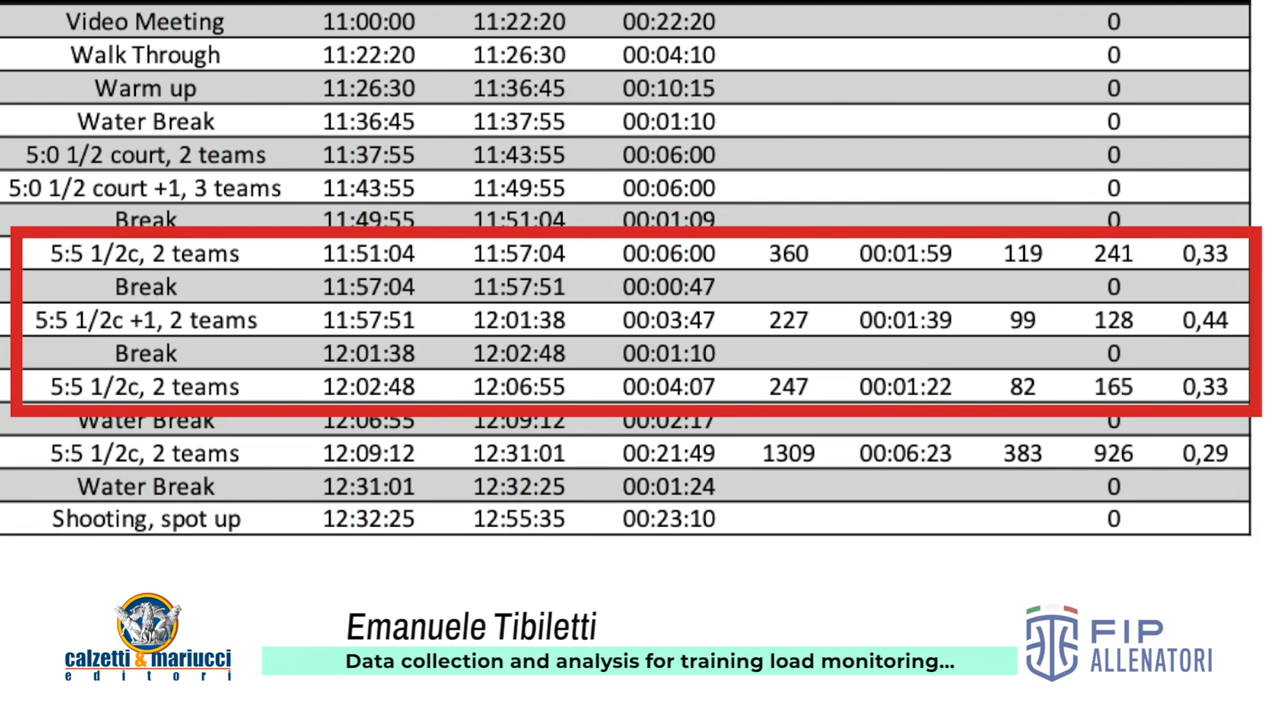 Video Meeting 11:00:00 11:22:20 00:22:20 0
Walk Through 11:22:20 11:26:30 00:04:10 0
Warm up 11:26:30 11:36:45 00:10:15 0
Water Break 11:36:45 11:37:55 00:01:10 0
5:0 1/2 court, 2 teams 11:37:55 11:43:55 00:06:00 0
5:0 1/2 court +1, 3 teams 11:43:55 11:49:55 00:06:00 0
Break 11:49:55 11:51:04 00:01:09 0
5:5 1/2c, 2 teams 11:51:04 11:57:04 00:06:00 360 00:01:59 119 241 0,33
Break 11:57:04 11:57:51 00:00:47 0
5:5 1/2c +1, 2 teams 11:57:51 12:01:38 00:03:47 227 00:01:39 99 128 0,44
Break 12:01:38 12:02:48 00:01:10 0
5:5 1/2c, 2 teams 12:02:48 12:06:55 00:04:07 247 00:01:22 82 165 0,33
Water Break 12:06:55 12:09:12 00:02:17 0
5:5 1/2c, 2 teams 12:09:12 12:31:01 00:21:49 1309 00:06:23 383 926 0,29
Water Break 12:31:01 12:32:25 00:01:24 0
Shooting, spot up 12:32:25 12:55:35 00:23:10 0
calzetti & mariucci
editori
Emanuele Tibiletti
Data collection and analysis for training load monitoring...
FIP
ALLENATORI